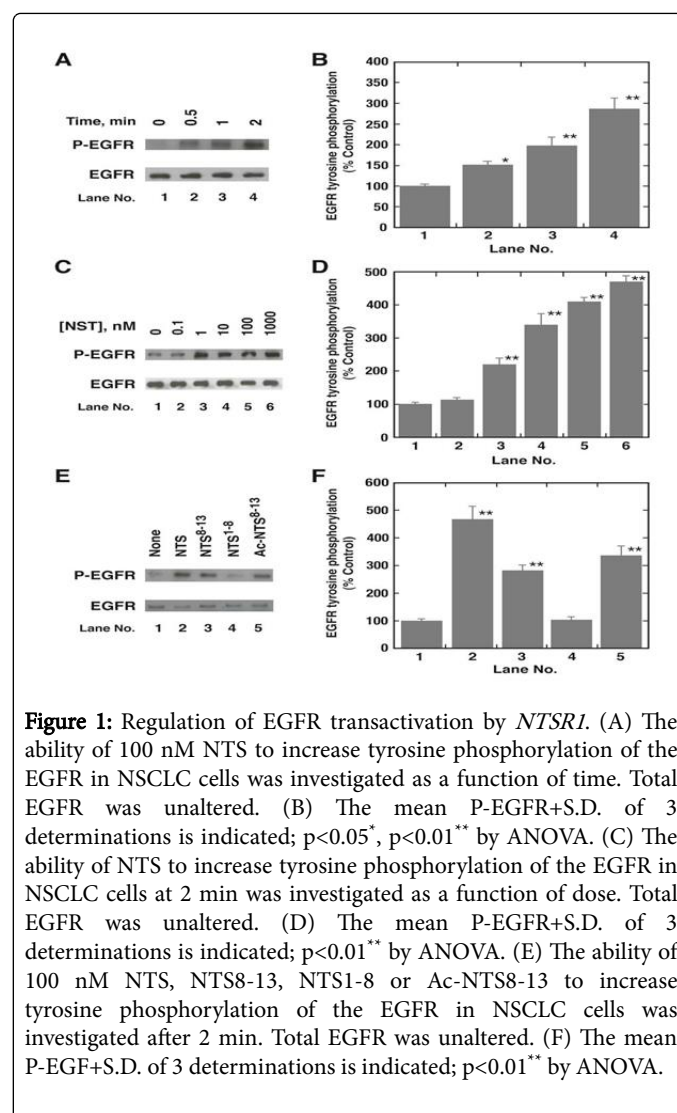 A
Time, min 0 0.5 1 2
P-EGFR
EGFR
Lane No. 1 2 3 4
B
EGFR tyrosine phosphorylation
(% Control)
400
350
300
250
200
150
100
50
0
* ** **
1 2 3 4
Lane No.
C
[NST], nM 0 0.1 1 10 100 1000
P-EGFR
EGFR
Lane No. 1 2 3 4 5 6
D
EGFR tyrosine phosphorylation
(% Control)
500
400
300
200
100
0
** ** ** **
1 2 3 4 5 6
Lane No.
E
None NTS NTS8-13 NTS1-8 Ac-NTS8-13
P-EGFR
EGFR
Lane No. 1 2 3 4 5
F
EGFR tyrosine phosphorylation
(% Control)
600
500
400
300
200
100
0
** ** **
1 2 3 4 5
Lane No.
Figure 1: Regulation of EGFR transactivation by NTSR1. (A) The
ability of 100 nM NTS to increase tyrosine phosphorylation of the
EGFR in NSCLC cells was investigated as a function of time. Total
EGFR was unaltered. (B) The mean P-EGFR+S.D. of 3
determinations is indicated; p<0.05*, p<0.01** by ANOVA. (C) The
ability of NTS to increase tyrosine phosphorylation of the EGFR in
NSCLC cells at 2 min was investigated as a function of dose. Total
EGFR was unaltered. (D) The mean P-EGFR+S.D. of 3
determinations is indicated; p<0.01** by ANOVA. (E) The ability of
100 nM NTS, NTS8-13, NTS1-8 or Ac-NTS8-13 to increase
tyrosine phosphorylation of the EGFR in NSCLC cells was
investigated after 2 min. Total EGFR was unaltered. (F) The mean
P-EGF+S.D. of 3 determinations is indicated; p<0.01** by ANOVA.